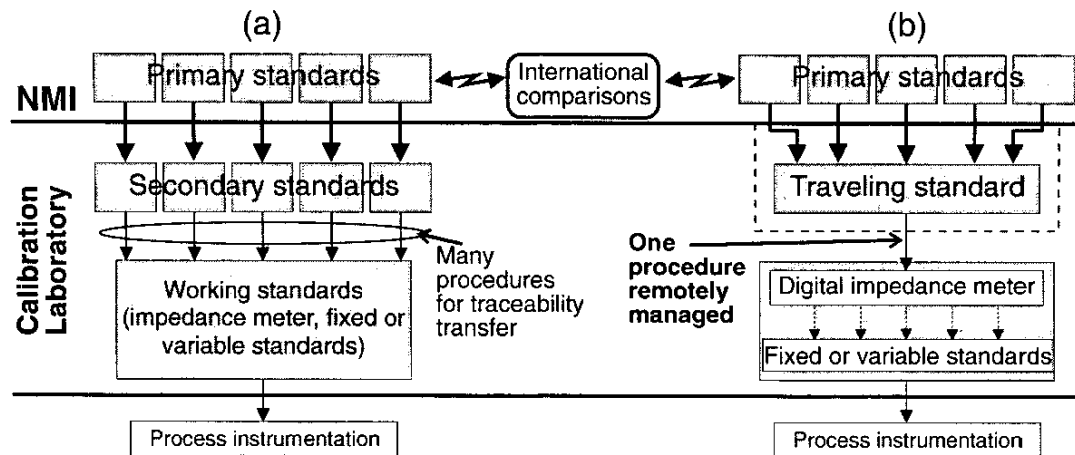 (a)
(b)
Primary standards
International
comparisons
Primary standards
NMI
Secondary standards
Traveling standard
Calibration
Laboratory
Many
procedures
for traceability
transfer
One
procedure
remotely
managed
Working standards
(impedance meter, fixed or
variable standards)
Digital impedance meter
Fixed or variable standards
Process instrumentation
Process instrumentation